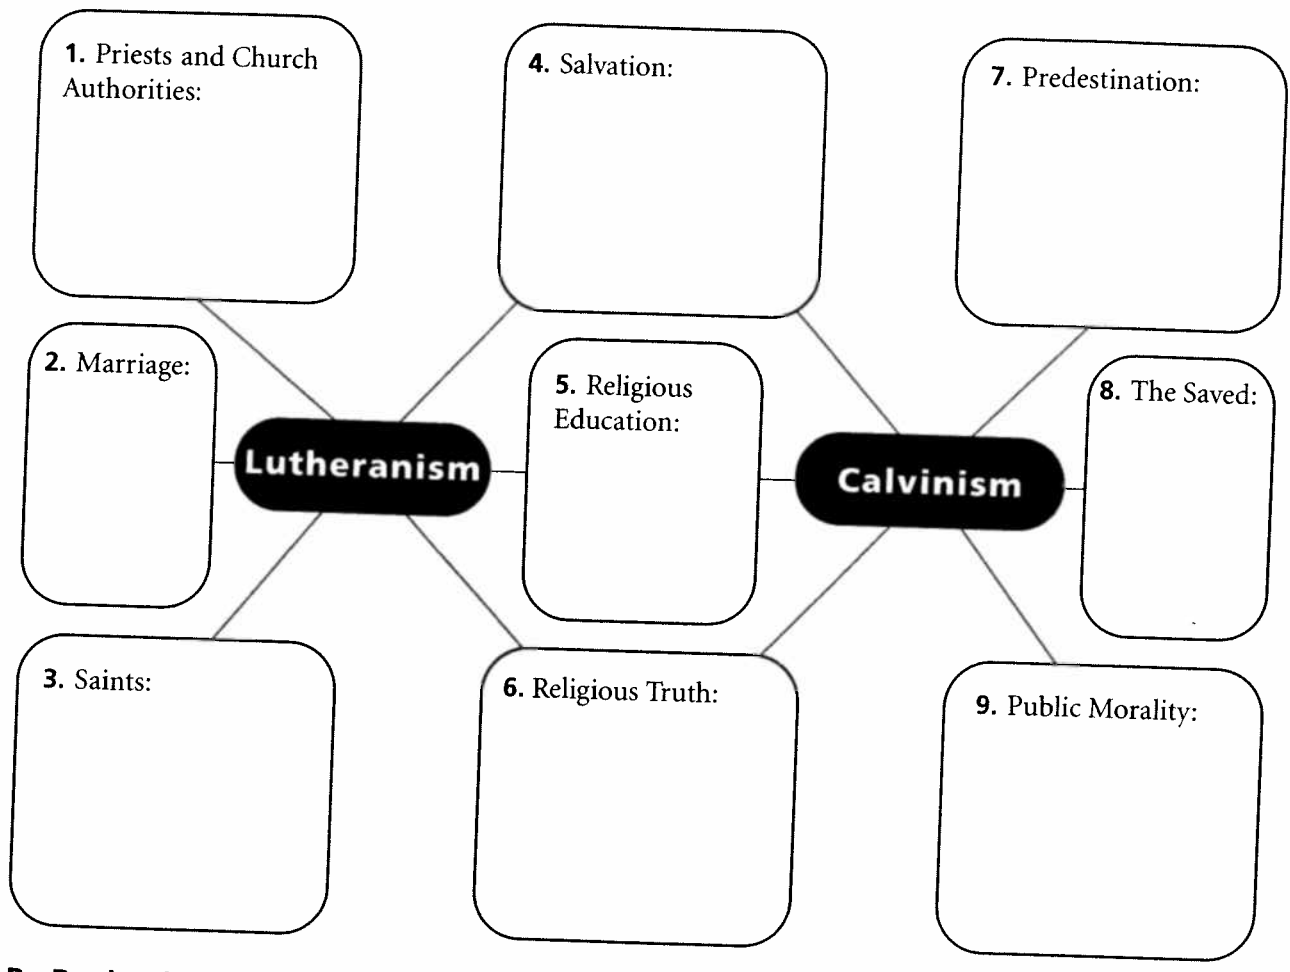 1. Priests and Church
Authorities:
4. Salvation:
7. Predestination:
2. Marriage:
5. Religious
Education:
8. The Saved:
Lutheranism
Calvinism
3. Saints:
6. Religious Truth:
9. Public Morality: